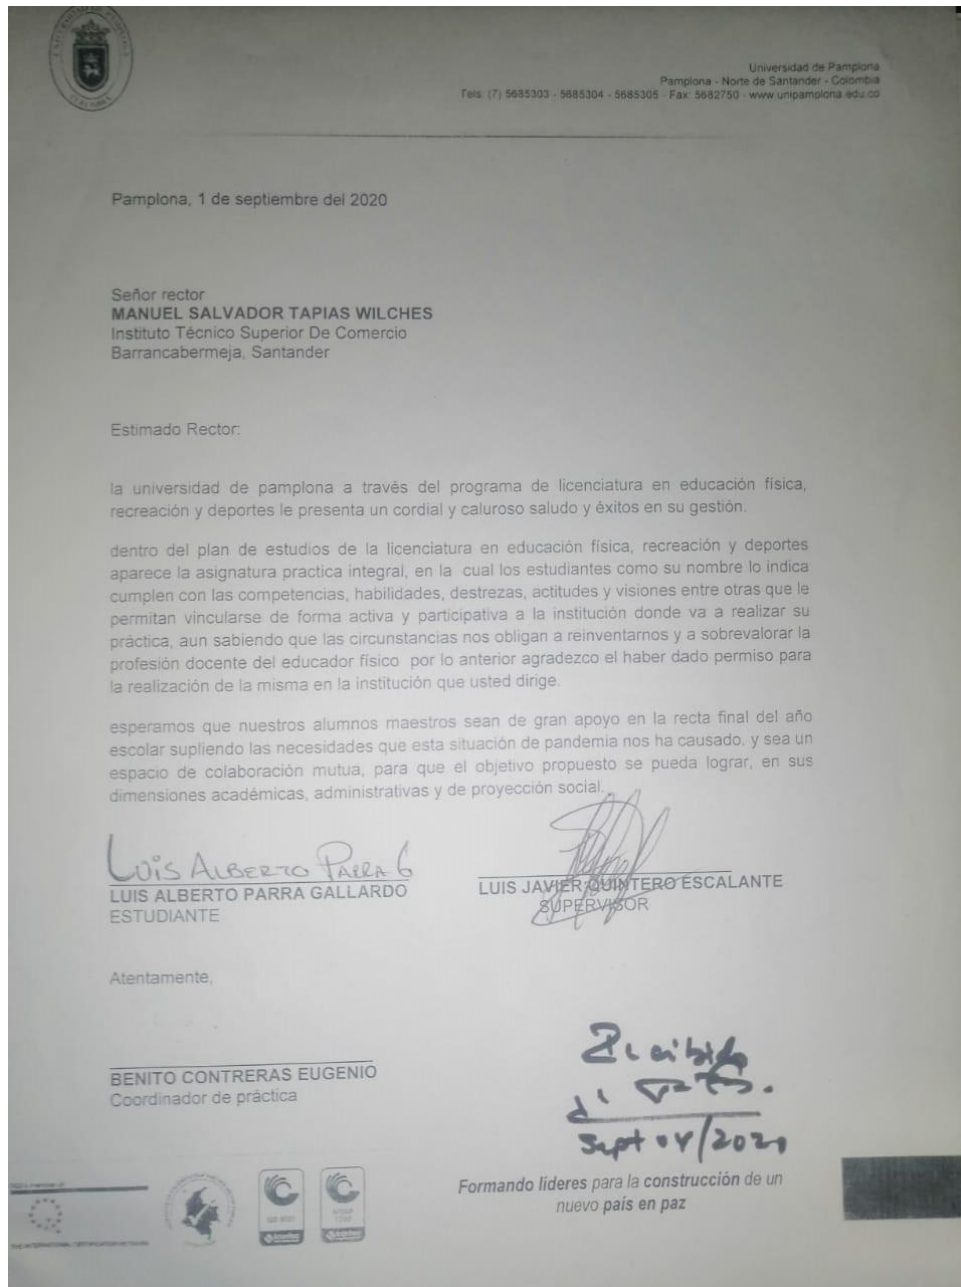 Universidad de Pamplona
Pamplona - Norte de Santander - Colombia
Tels: (7) 5685303 - 5685304 - 5685305 - Fax: 5682750 - www.unipamplona.edu.co
Pamplona, 1 de septiembre del 2020
Señor rector
MANUEL SALVADOR TAPIAS WILCHES
Instituto Técnico Superior De Comercio
Barrancabermeja, Santander
Estimado Rector:
la universidad de pamplona a través del programa de licenciatura en educación física,
recreación y deportes le presenta un cordial y caluroso saludo y éxitos en su gestión.
dentro del plan de estudios de la licenciatura en educación física, recreación y deportes
aparece la asignatura practica integral, en la cual los estudiantes como su nombre lo indica
cumplen con las competencias, habilidades, destrezas, actitudes y visiones entre otras que le
permitan vincularse de forma activa y participativa a la institución donde va a realizar su
práctica, aun sabiendo que las circunstancias nos obligan a reinventarnos y a sobrevalorar la
profesión docente del educador físico por lo anterior agradezco el haber dado permiso para
la realización de la misma en la institución que usted dirige.
esperamos que nuestros alumnos maestros sean de gran apoyo en la recta final del año
escolar supliendo las necesidades que esta situación de pandemia nos ha causado. y sea un
espacio de colaboración mutua, para que el objetivo propuesto se pueda lograr, en sus
dimensiones académicas, administrativas y de proyección social.
LUIS ALBERTO PARRA G
LUIS ALBERTO PARRA GALLARDO
ESTUDIANTE
LUIS JAVIER QUINTERO ESCALANTE
SUPERVISOR
Atentamente,
BENITO CONTRERAS EUGENIO
Coordinador de práctica
Recibido
Sept 04/2020
Formando líderes para la construcción de un
nuevo país en paz